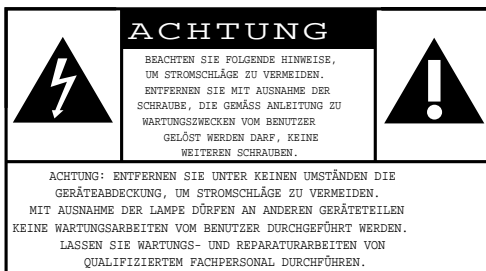 ACHTUNG
BEACHTEN SIE FOLGENDE HINWEISE,
UM STROMSCHLÄGE ZU VERMEIDEN.
ENTFERNEN SIE MIT AUSNAHME DER
SCHRAUBE, DIE GEMÄSS ANLEITUNG ZU
WARTUNGSZWECKEN VOM BENUTZER
GELÖST WERDEN DARF, KEINE
WEITEREN SCHRAUBEN.
ACHTUNG: ENTFERNEN SIE UNTER KEINEN UMSTÄNDEN DIE
GERÄTEABDECKUNG, UM STROMSCHLÄGE ZU VERMEIDEN.
MIT AUSNAHME DER LAMPE DÜRFEN AN ANDEREN GERÄTETEILEN
KEINE WARTUNGSARBEITEN VOM BENUTZER DURCHGEFÜHRT WERDEN.
LASSEN SIE WARTUNGS- UND REPARATURARBEITEN VON
QUALIFIZIERTEM FACHPERSONAL DURCHFÜHREN.